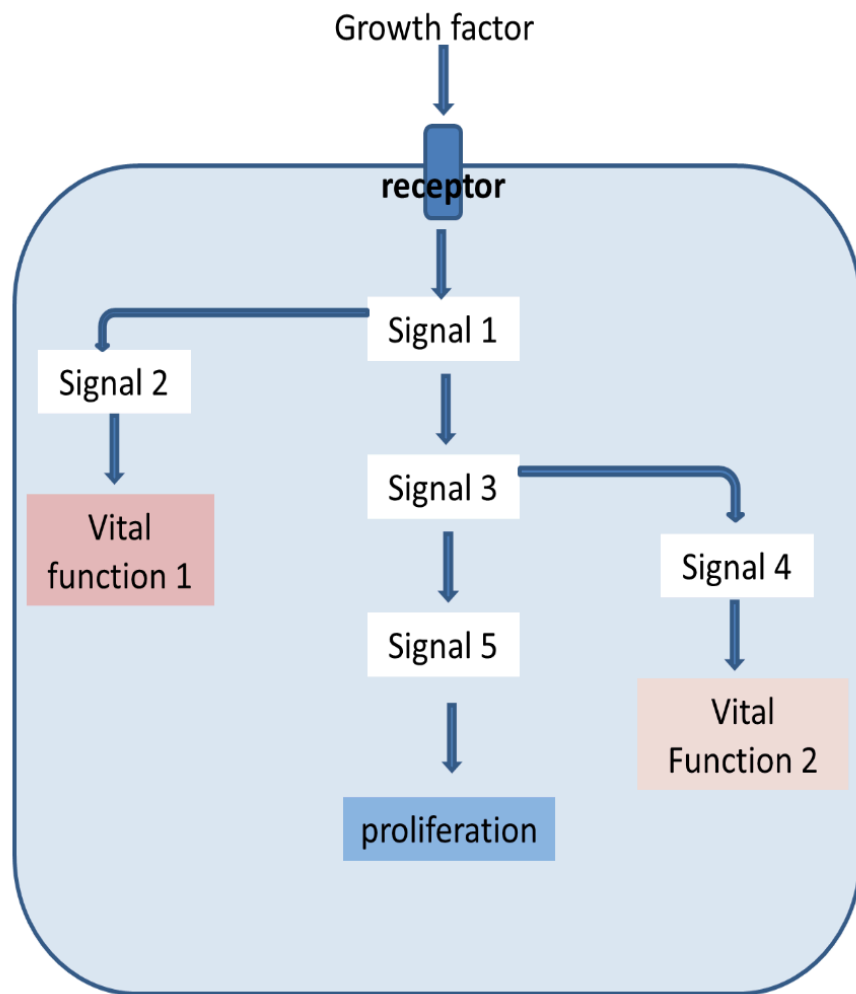 Growth factor
receptor
Signal 1
Signal 2
Vital
function 1
Signal 3
Signal 4
Signal 5
Vital
Function 2
proliferation